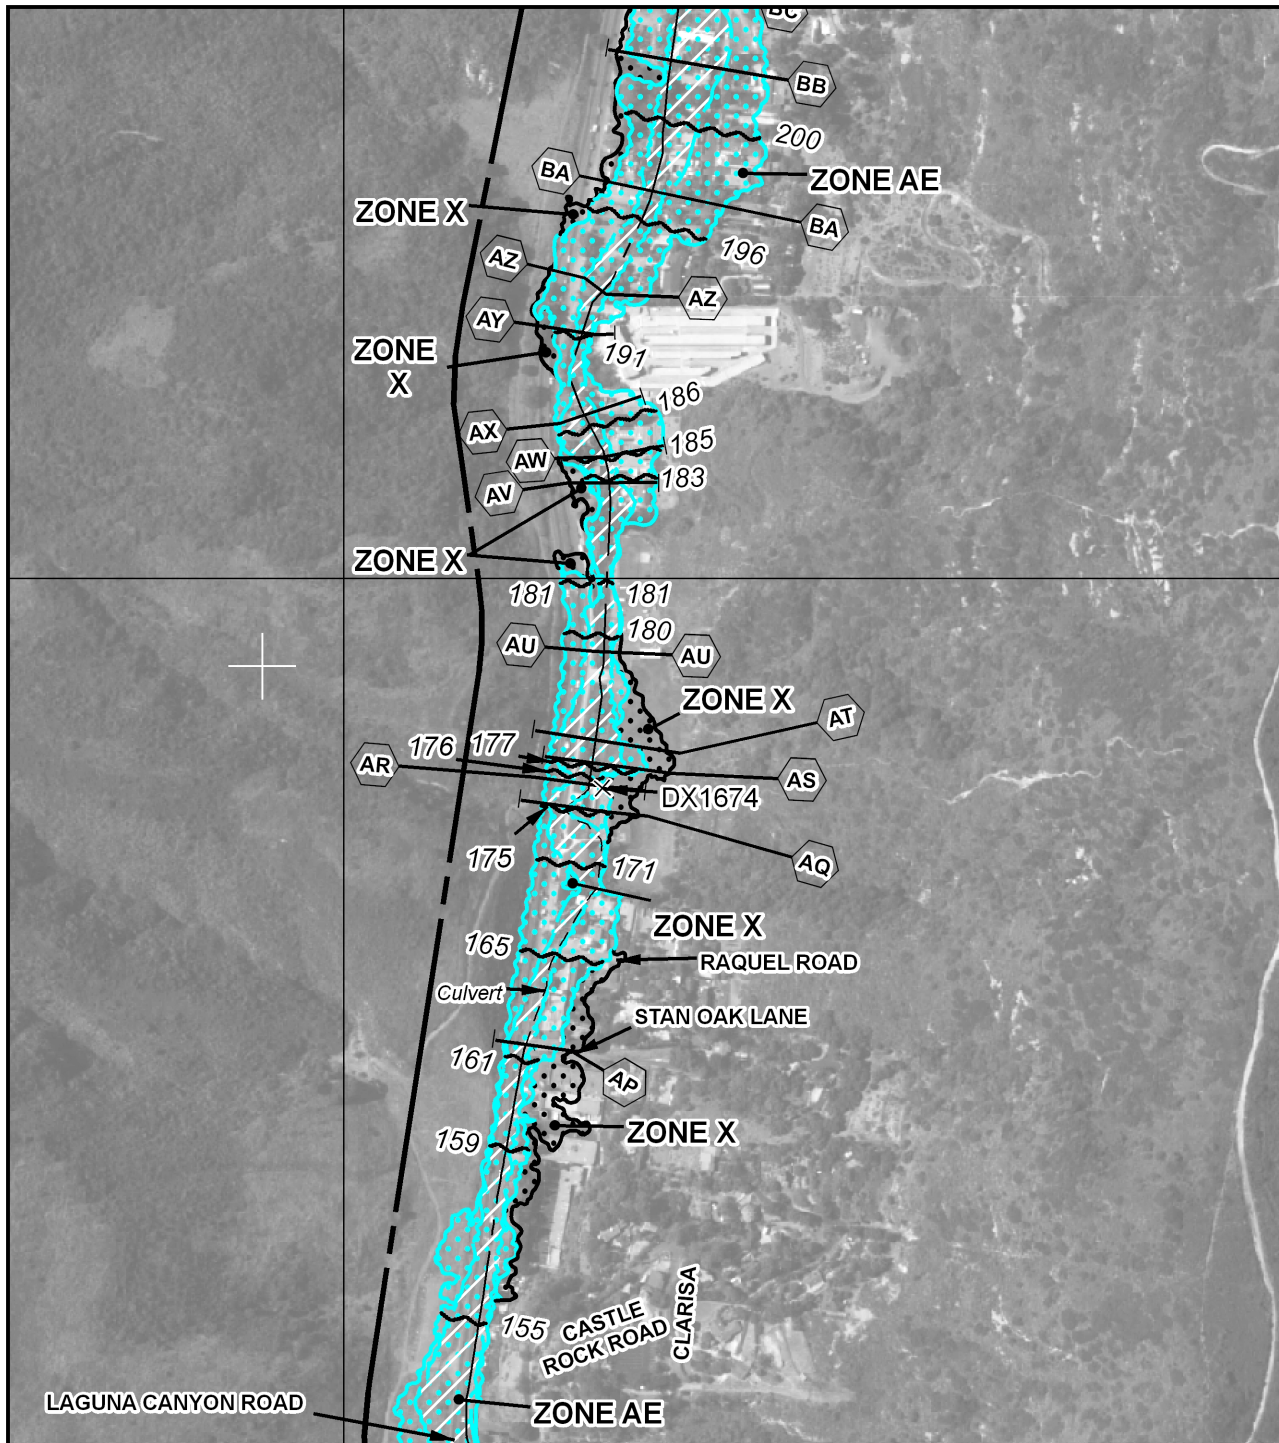 BC
BB
200
ZONE AE
BA
ZONE X
BA
196
AZ
AZ
AY
191
ZONE
X
186
AX
185
AW
183
AV
ZONE X
181
181
180
AU
AU
ZONE X
AT
176
177
AR
AS
DX1674
175
171
AQ
ZONE X
165
RAQUEL ROAD
Culvert
STAN OAK LANE
161
AP
ZONE X
159
155
CASTLE
ROCK ROAD
CLARISA
LAGUNA CANYON ROAD
ZONE AE